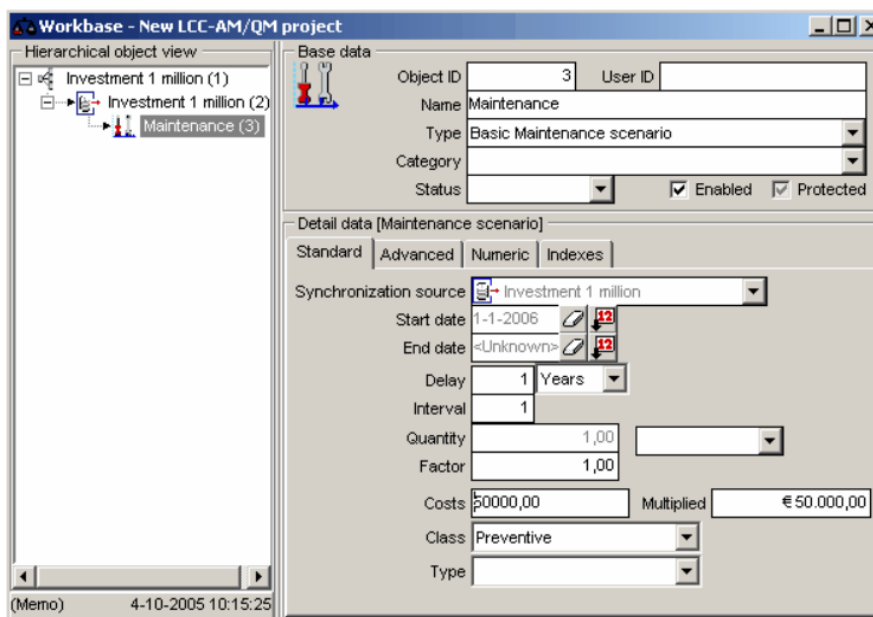 Workbase - New LCC-AM/QM project
Hierarchical object view
Investment 1 million (1)
Investment 1 million (2)
Maintenance (3)
(Memo) 4-10-2005 10:15:25
Base data
Object ID 3 User ID
Name Maintenance
Type Basic Maintenance scenario
Category
Status Enabled Protected
Detail data [Maintenance scenario]
Standard Advanced Numeric Indexes
Synchronization source Investment 1 million
Start date 1-1-2006 12
End date <Unknown> 12
Delay 1 Years
Interval 1
Quantity 1,00
Factor 1,00
Costs 50000,00 Multiplied € 50.000,00
Class Preventive
Type